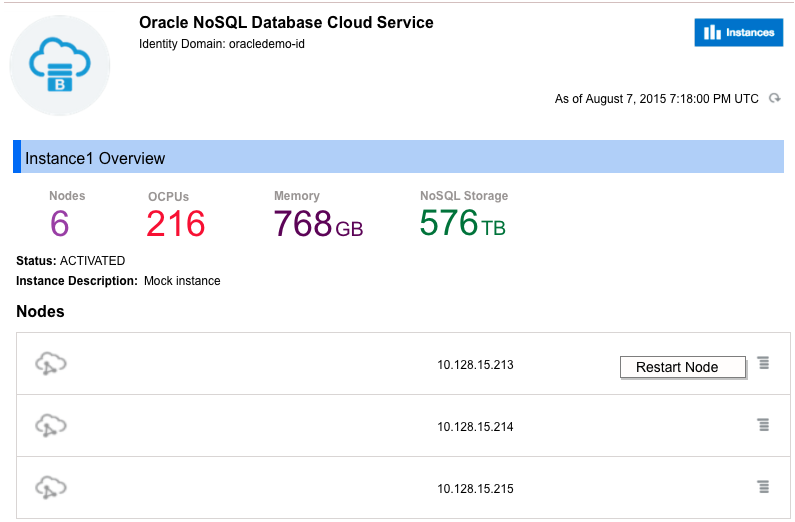 Oracle NoSQL Database Cloud Service
Identity Domain: oracledemo-id
Instances
As of August 7, 2015 7:18:00 PM UTC
B
Instance1 Overview
Nodes OCPUs Memory NoSQL Storage
6 216 768 GB 576 TB
Status: ACTIVATED
Instance Description: Mock instance
Nodes
10.128.15.213 Restart Node
10.128.15.214
10.128.15.215